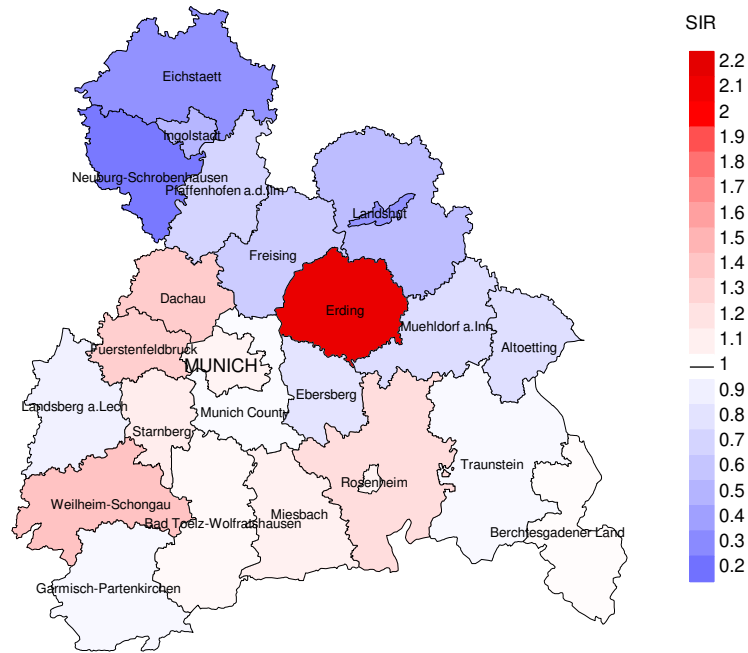 SIR
Eichstaett
Ingolstadt
Neuburg-Schrobenhausen
Pfaffenhofen a.d.Ilm
Landshut
Freising
Dachau
Erding
Muehldorf a.Inn
Altoetting
Fuerstenfeldbruck
MUNICH
Ebersberg
Landsberg a.Lech
Munich County
Starnberg
Traunstein
Rosenheim
Weilheim-Schongau
Miesbach
Bad Toelz-Wolfratshausen
Berchtesgadener Land
Garmisch-Partenkirchen
2.2
2.1
2
1.9
1.8
1.7
1.6
1.5
1.4
1.3
1.2
1.1
1
0.9
0.8
0.7
0.6
0.5
0.4
0.3
0.2